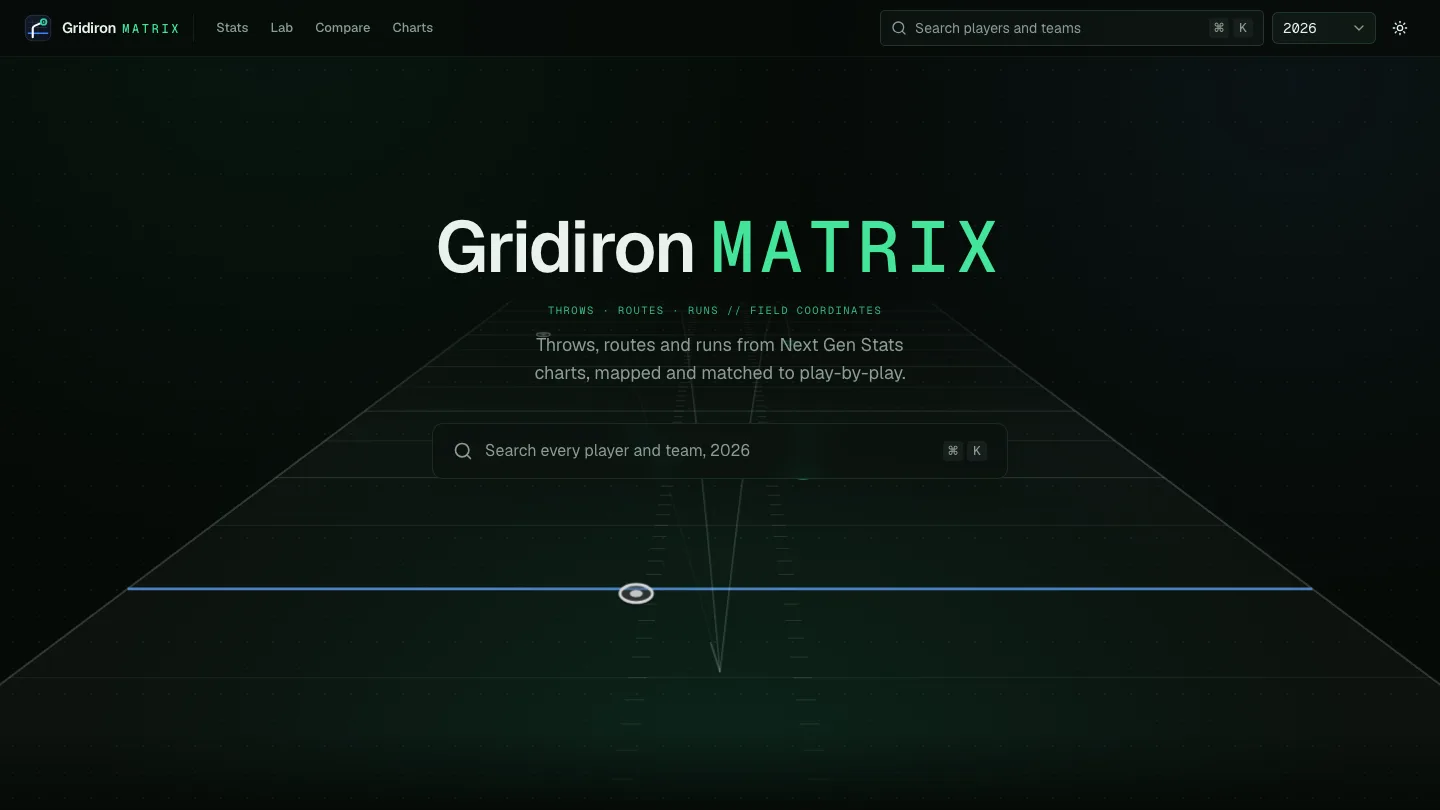 Gridiron MATRIX
Stats
Lab
Compare
Charts
Search players and teams
⌘ K
2026
Gridiron MATRIX
THROWS · ROUTES · RUNS // FIELD COORDINATES
Throws, routes and runs from Next Gen Stats
charts, mapped and matched to play-by-play.
Search every player and team, 2026
⌘ K